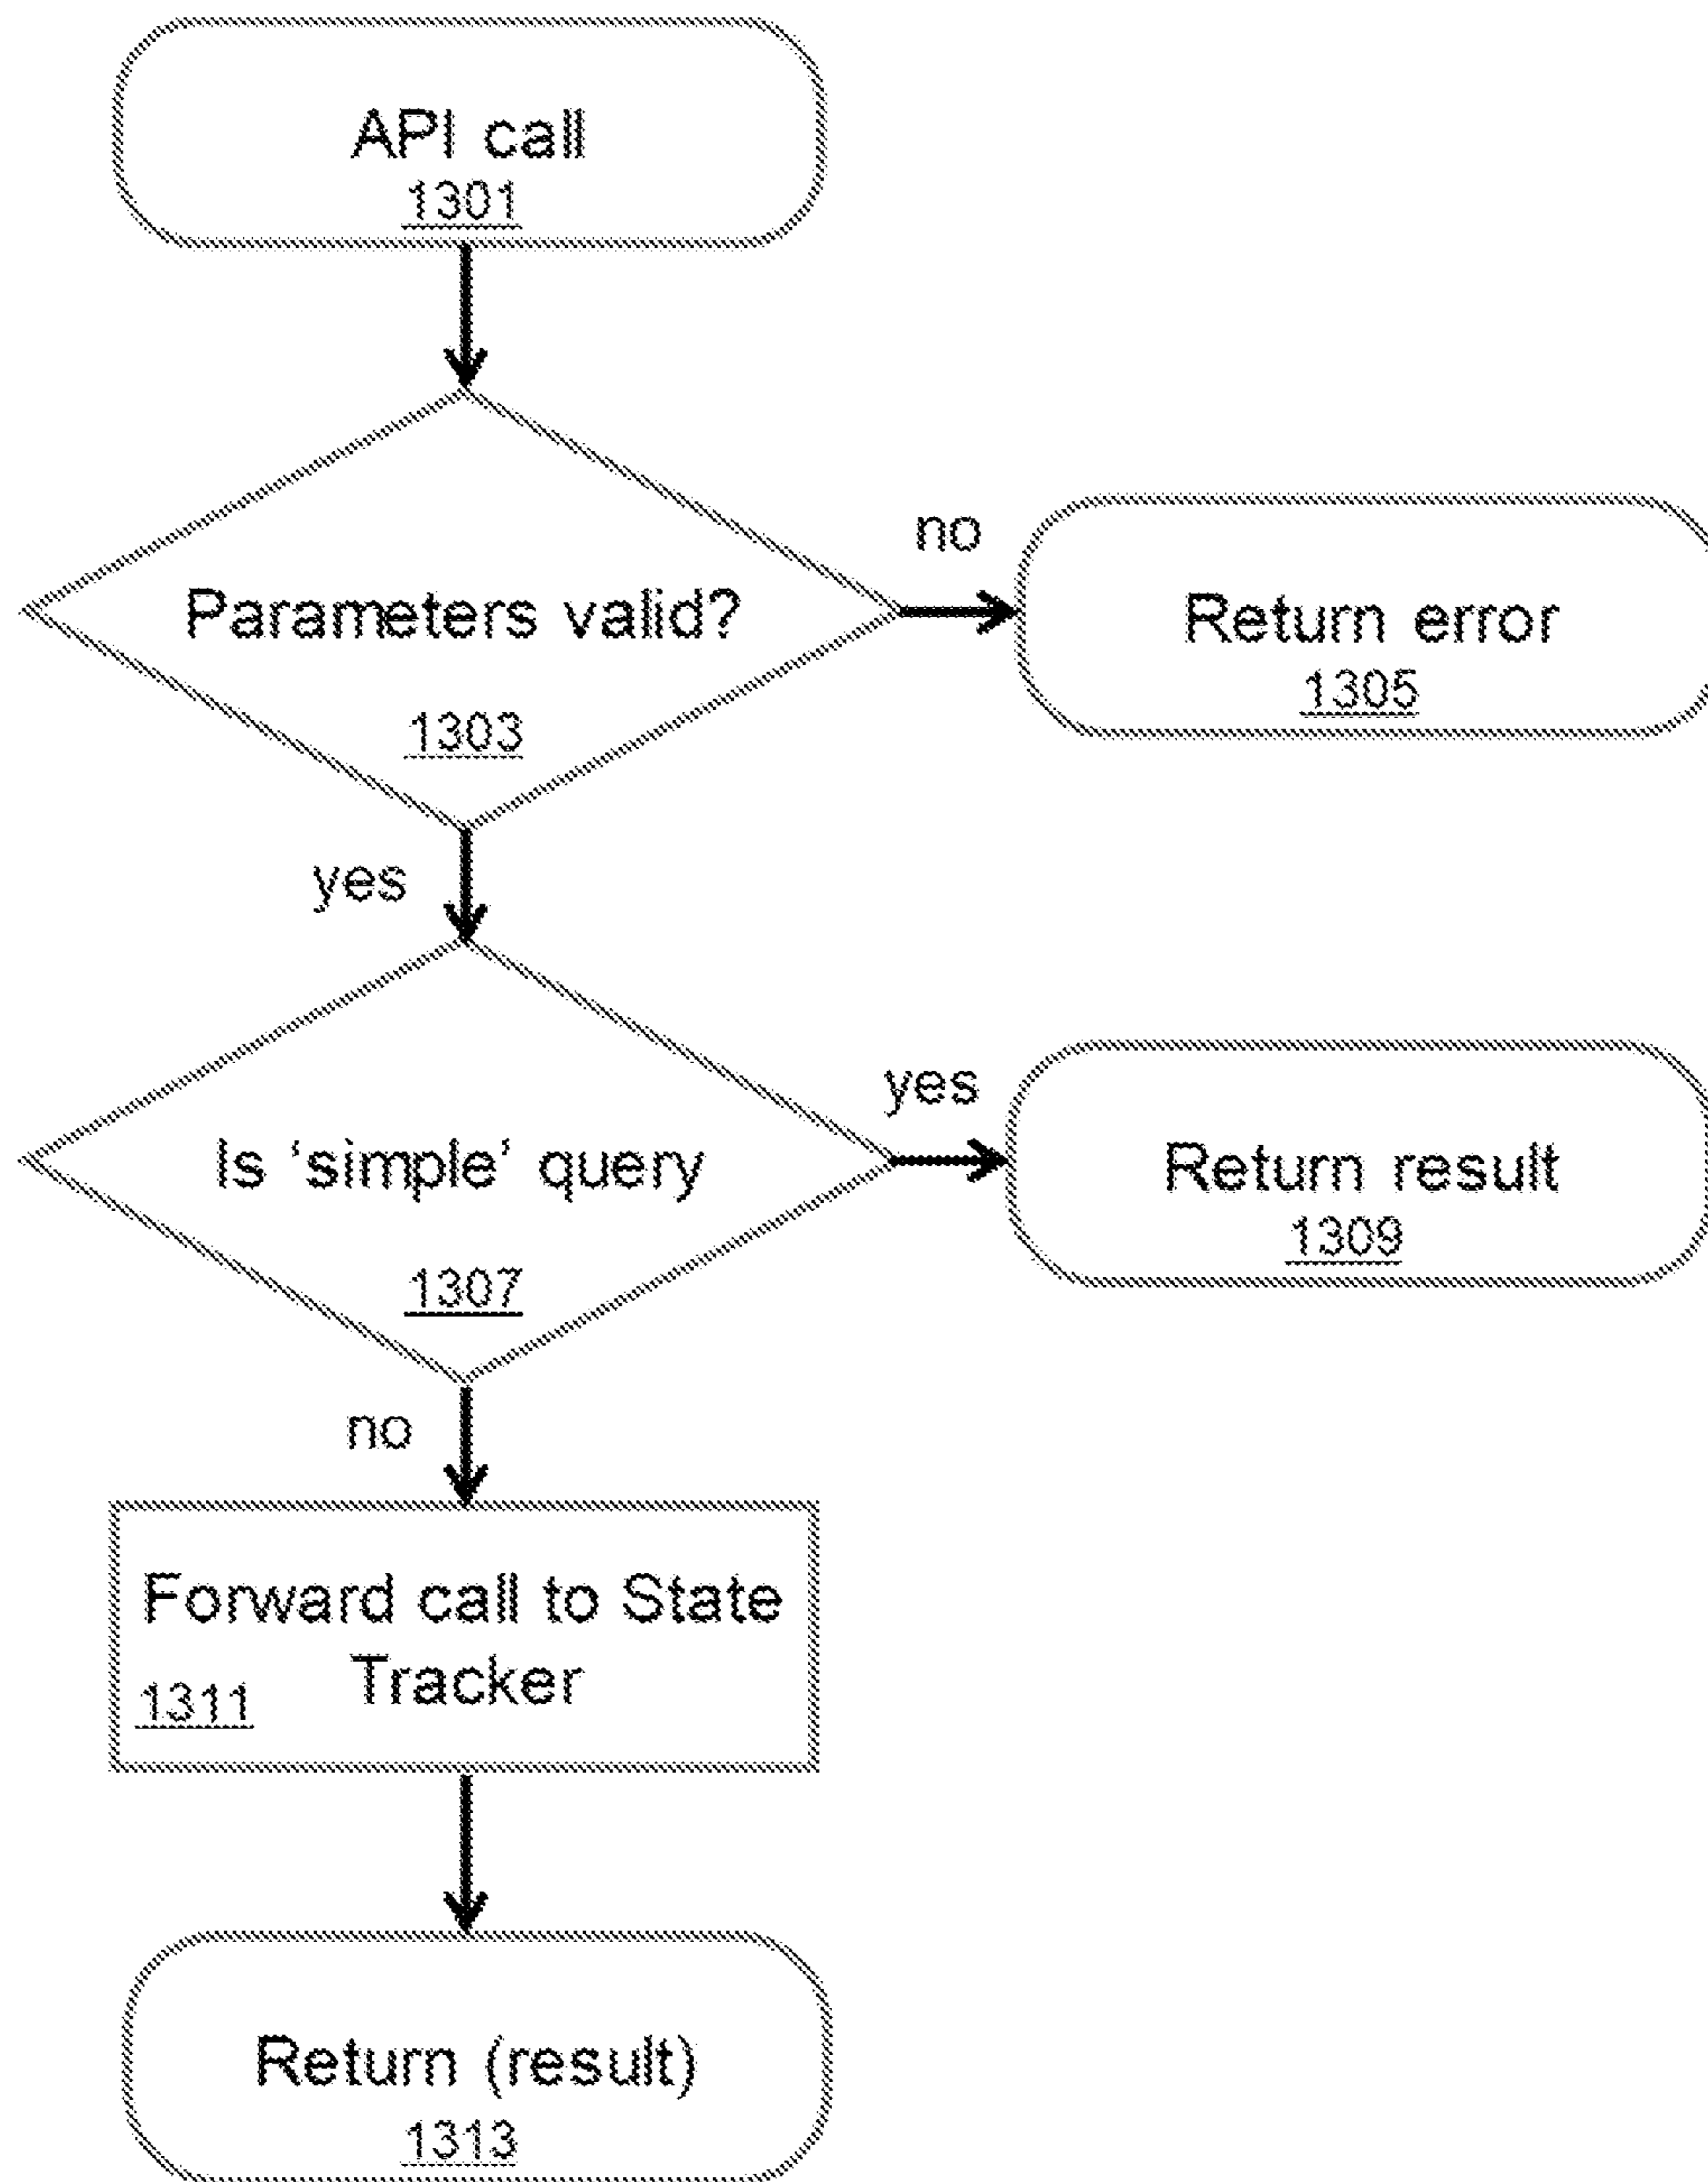 API call
1301
Parameters valid?
1303
no
Return error
1305
yes
Is ‘simple’ query
1307
yes
Return result
1309
no
Forward call to State
Tracker
1311
Return (result)
1313